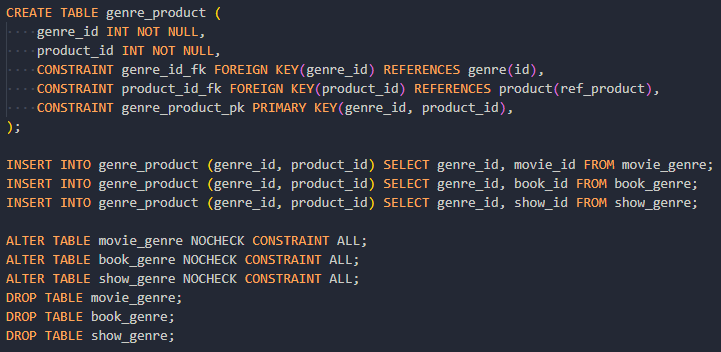 CREATE TABLE genre_product (
    genre_id INT NOT NULL,
    product_id INT NOT NULL,
    CONSTRAINT genre_id_fk FOREIGN KEY(genre_id) REFERENCES genre(id),
    CONSTRAINT product_id_fk FOREIGN KEY(product_id) REFERENCES product(ref_product),
    CONSTRAINT genre_product_pk PRIMARY KEY(genre_id, product_id),
);

INSERT INTO genre_product (genre_id, product_id) SELECT genre_id, movie_id FROM movie_genre;
INSERT INTO genre_product (genre_id, product_id) SELECT genre_id, book_id FROM book_genre;
INSERT INTO genre_product (genre_id, product_id) SELECT genre_id, show_id FROM show_genre;

ALTER TABLE movie_genre NOCHECK CONSTRAINT ALL;
ALTER TABLE book_genre NOCHECK CONSTRAINT ALL;
ALTER TABLE show_genre NOCHECK CONSTRAINT ALL;
DROP TABLE movie_genre;
DROP TABLE book_genre;
DROP TABLE show_genre;